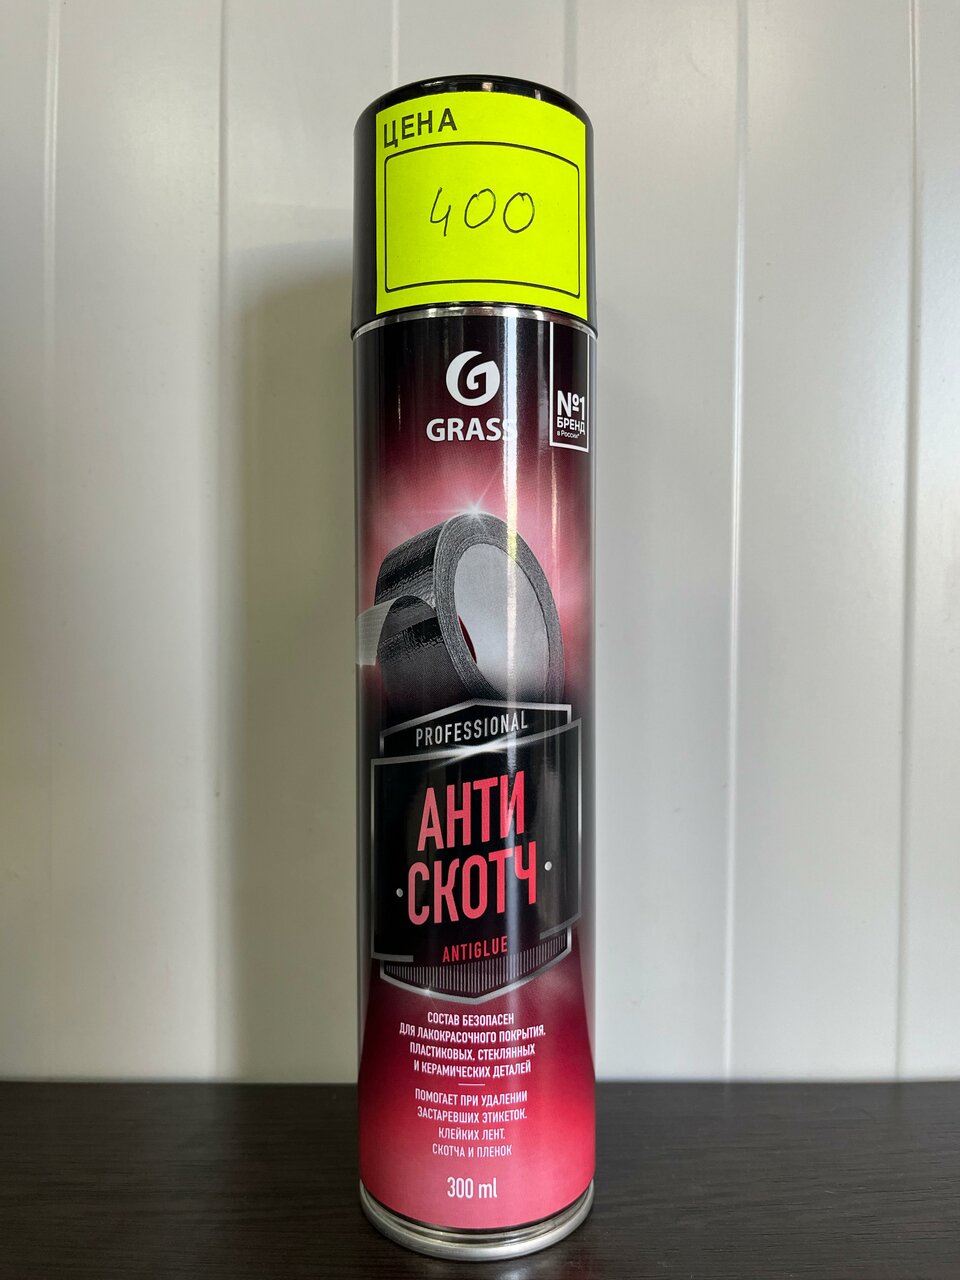 ЦЕНА
400
GRASS
№1
БРЕНД
в России*
PROFESSIONAL
АНТИ
СКОТЧ
ANTIGLUE
СОСТАВ БЕЗОПАСЕН
ДЛЯ ЛАКОКРАСОЧНОГО ПОКРЫТИЯ,
ПЛАСТИКОВЫХ, СТЕКЛЯННЫХ
И КЕРАМИЧЕСКИХ ДЕТАЛЕЙ
ПОМОГАЕТ ПРИ УДАЛЕНИИ
ЗАСТАРЕВШИХ ЭТИКЕТОК,
КЛЕЙКИХ ЛЕНТ,
СКОТЧА И ПЛЕНОК
300 ml